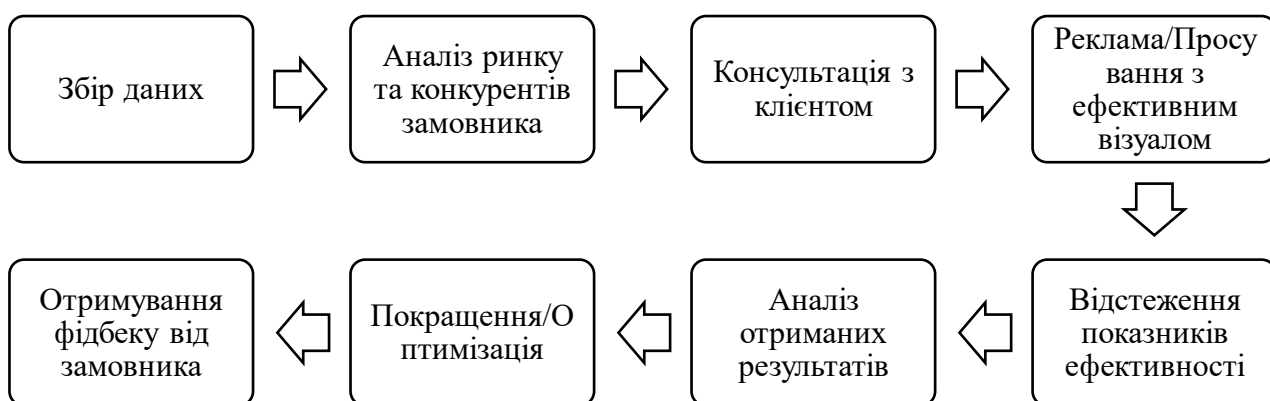 Збір даних
Аналіз ринку
та конкурентів
замовника
Консультація з
клієнтом
Реклама/Просу
вання з
ефективним
візуалом
Відстеження
показників
ефективності
Аналіз
отриманих
результатів
Покращення/О
птимізація
Отримування
фідбеку від
замовника